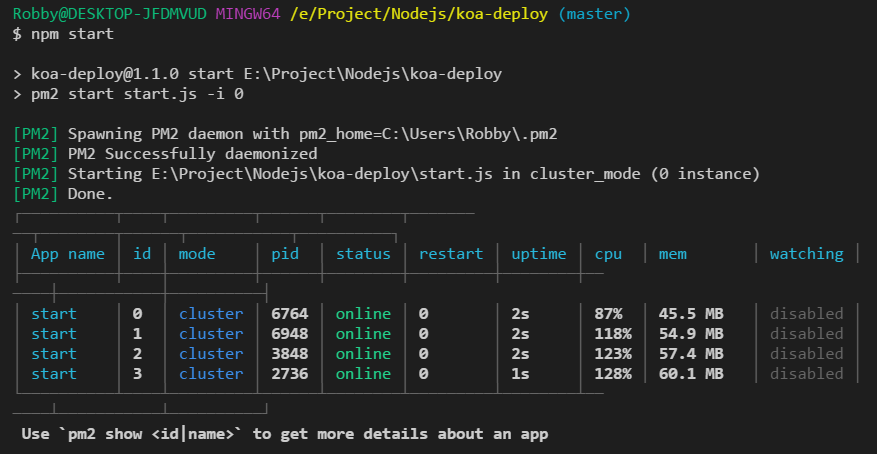 Robby@DESKTOP-JFDMVUD MINGW64 /e/Project/Nodejs/koa-deploy (master)
$ npm start
> koa-deploy@1.1.0 start E:\Project\Nodejs\koa-deploy
> pm2 start start.js -i 0
[PM2] Spawning PM2 daemon with pm2_home=C:\Users\Robby\.pm2
[PM2] PM2 Successfully daemonized
[PM2] Starting E:\Project\Nodejs\koa-deploy\start.js in cluster_mode (0 instance)
[PM2] Done.
│ App name │ id │ mode │ pid │ status │ restart │ uptime │ cpu │ mem │ watching │
│ start │ 0 │ cluster │ 6764 │ online │ 0 │ 2s │ 87% │ 45.5 MB │ disabled │
│ start │ 1 │ cluster │ 6948 │ online │ 0 │ 2s │ 118% │ 54.9 MB │ disabled │
│ start │ 2 │ cluster │ 3848 │ online │ 0 │ 2s │ 123% │ 57.4 MB │ disabled │
│ start │ 3 │ cluster │ 2736 │ online │ 0 │ 1s │ 128% │ 60.1 MB │ disabled │
Use `pm2 show <id|name>` to get more details about an app